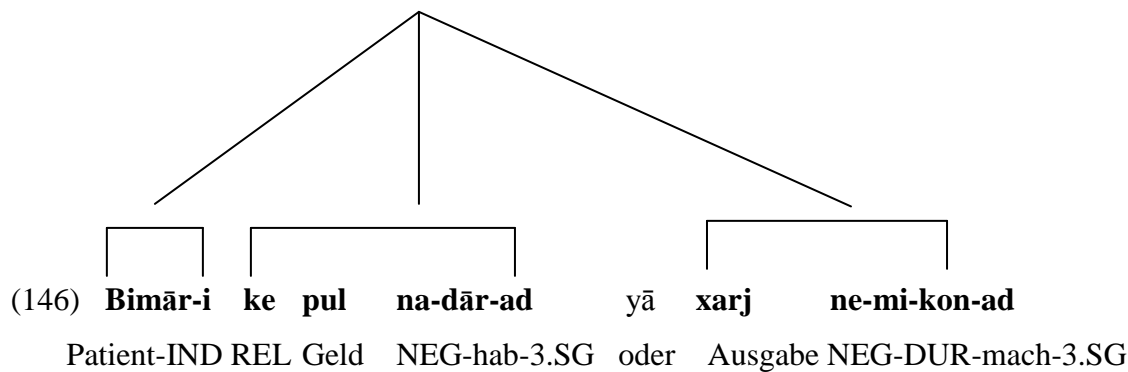 (146) Bimār-i ke pul na-dār-ad yā xarj ne-mi-kon-ad
Patient-IND REL Geld NEG-hab-3.SG oder Ausgabe NEG-DUR-mach-3.SG